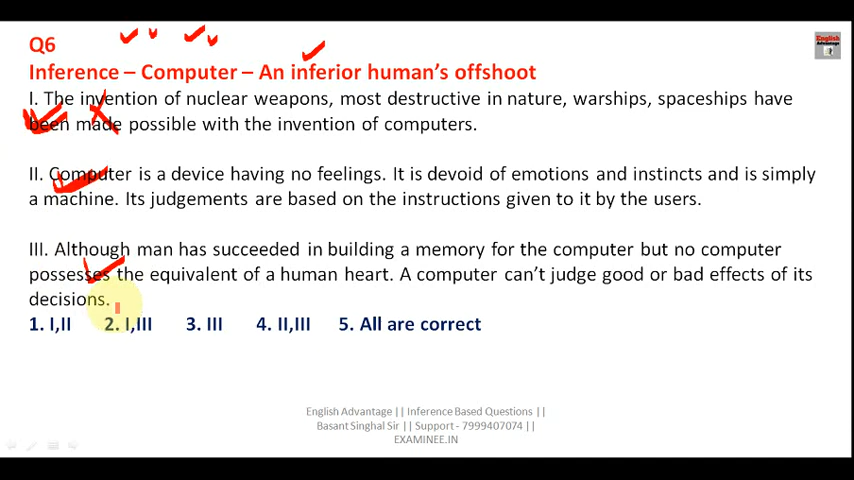 English
Advantage
Q6
Inference – Computer – An inferior human's offshoot
I. The invention of nuclear weapons, most destructive in nature, warships, spaceships have
been made possible with the invention of computers.
II. Computer is a device having no feelings. It is devoid of emotions and instincts and is simply
a machine. Its judgements are based on the instructions given to it by the users.
III. Although man has succeeded in building a memory for the computer but no computer
possesses the equivalent of a human heart. A computer can't judge good or bad effects of its
decisions.
1. I,II 2. I,III 3. III 4. II,III 5. All are correct
English Advantage || Inference Based Questions ||
Basant Singhal Sir || Support - 7999407074 ||
EXAMINEE.IN